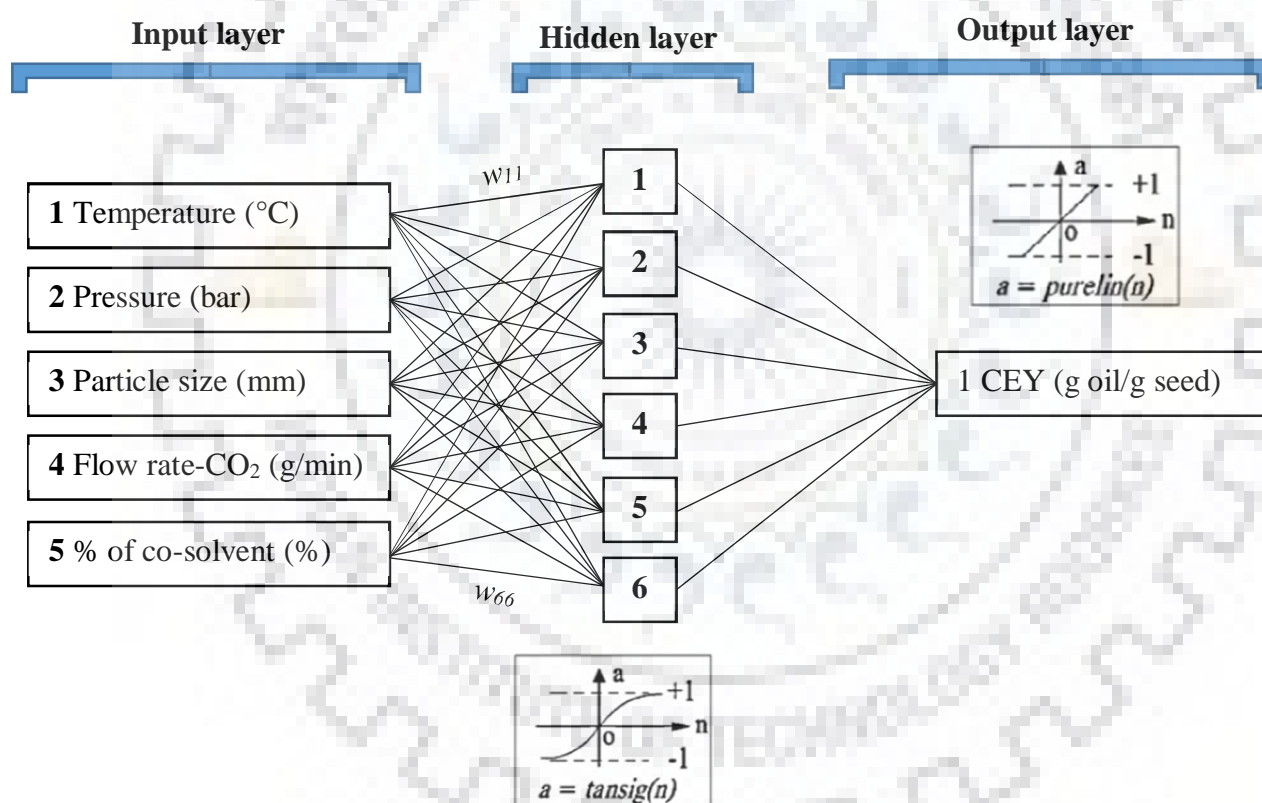 Input layer
Hidden layer
Output layer
w11
1
1 Temperature (°C)
2
2 Pressure (bar)
3
3 Particle size (mm)
4
4 Flow rate-CO₂ (g/min)
5
5 % of co-solvent (%)
6
w66
a
+1
n
o
-1
a = purelin(n)
1 CEY (g oil/g seed)
a
+1
n
o
-1
a = tansig(n)